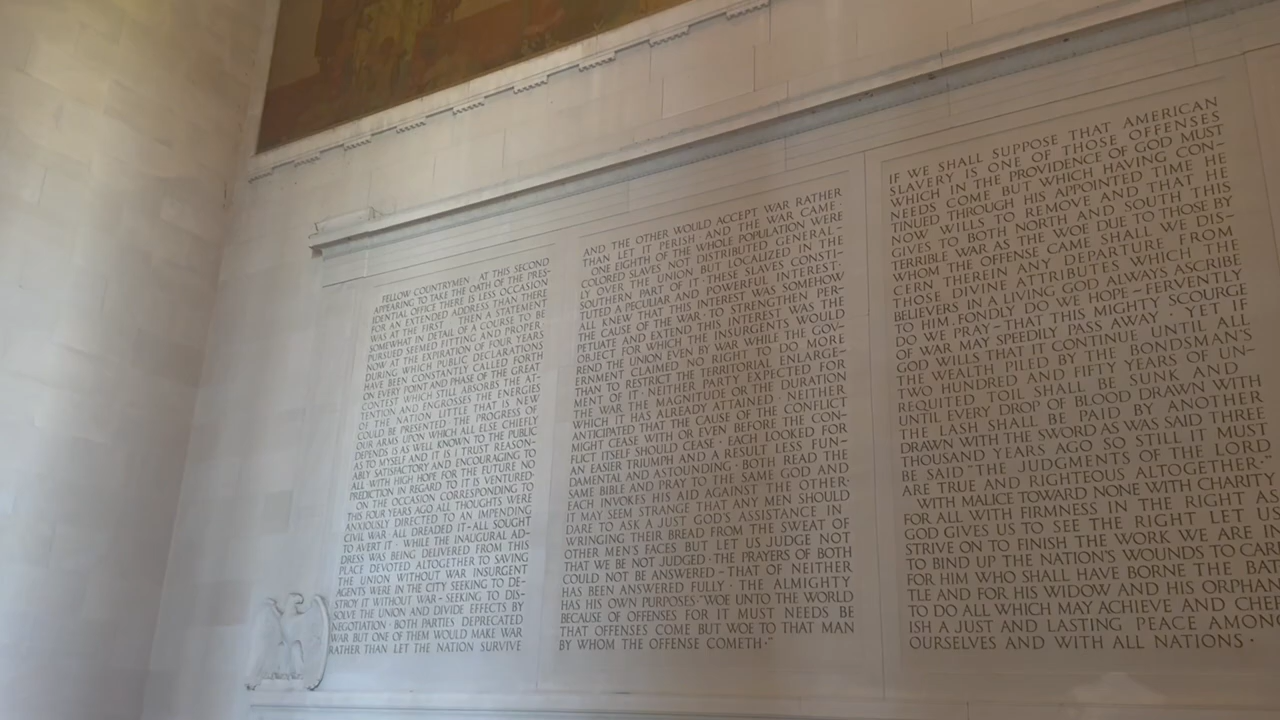 FELLOW COUNTRYMEN · AT THIS SECOND
APPEARING TO TAKE THE OATH OF THE PRES-
IDENTIAL OFFICE THERE IS LESS OCCASION
FOR AN EXTENDED ADDRESS THAN THERE
WAS AT THE FIRST · THEN A STATEMENT
SOMEWHAT IN DETAIL OF A COURSE TO BE
PURSUED SEEMED FITTING AND PROPER·
NOW AT THE EXPIRATION OF FOUR YEARS
DURING WHICH PUBLIC DECLARATIONS
HAVE BEEN CONSTANTLY CALLED FORTH
ON EVERY POINT AND PHASE OF THE GREAT
CONTEST WHICH STILL ABSORBS THE AT-
TENTION AND ENGROSSES THE ENERGIES
OF THE NATION LITTLE THAT IS NEW
COULD BE PRESENTED·THE PROGRESS OF
OUR ARMS UPON WHICH ALL ELSE CHIEFLY
DEPENDS IS AS WELL KNOWN TO THE PUBLIC
AS TO MYSELF AND IT IS I TRUST REASON-
ABLY SATISFACTORY AND ENCOURAGING TO
ALL·WITH HIGH HOPE FOR THE FUTURE NO
PREDICTION IN REGARD TO IT IS VENTURED
ON THE OCCASION CORRESPONDING TO
THIS FOUR YEARS AGO ALL THOUGHTS WERE
ANXIOUSLY DIRECTED TO AN IMPENDING
CIVIL WAR·ALL DREADED IT–ALL SOUGHT
TO AVERT IT · WHILE THE INAUGURAL AD-
DRESS WAS BEING DELIVERED FROM THIS
PLACE DEVOTED ALTOGETHER TO SAVING
THE UNION WITHOUT WAR INSURGENT
AGENTS WERE IN THE CITY SEEKING TO DE-
STROY IT WITHOUT WAR–SEEKING TO DIS-
SOLVE THE UNION AND DIVIDE EFFECTS BY
NEGOTIATION·BOTH PARTIES DEPRECATED
WAR BUT ONE OF THEM WOULD MAKE WAR
RATHER THAN LET THE NATION SURVIVE
AND THE OTHER WOULD ACCEPT WAR RATHER
THAN LET IT PERISH·AND THE WAR CAME·
ONE EIGHTH OF THE WHOLE POPULATION WERE
COLORED SLAVES NOT DISTRIBUTED GENERAL-
LY OVER THE UNION BUT LOCALIZED IN THE
SOUTHERN PART OF IT·THESE SLAVES CONSTI-
TUTED A PECULIAR AND POWERFUL INTEREST·
ALL KNEW THAT THIS INTEREST WAS SOMEHOW
THE CAUSE OF THE WAR·TO STRENGTHEN PER-
PETUATE AND EXTEND THIS INTEREST WAS THE
OBJECT FOR WHICH THE INSURGENTS WOULD
REND THE UNION EVEN BY WAR WHILE THE GOV-
ERNMENT CLAIMED NO RIGHT TO DO MORE
THAN TO RESTRICT THE TERRITORIAL ENLARGE-
MENT OF IT·NEITHER PARTY EXPECTED FOR
THE WAR THE MAGNITUDE OR THE DURATION
WHICH IT HAS ALREADY ATTAINED·NEITHER
ANTICIPATED THAT THE CAUSE OF THE CONFLICT
MIGHT CEASE WITH OR EVEN BEFORE THE CON-
FLICT ITSELF SHOULD CEASE·EACH LOOKED FOR
AN EASIER TRIUMPH AND A RESULT LESS FUN-
DAMENTAL AND ASTOUNDING·BOTH READ THE
SAME BIBLE AND PRAY TO THE SAME GOD AND
EACH INVOKES HIS AID AGAINST THE OTHER·
IT MAY SEEM STRANGE THAT ANY MEN SHOULD
DARE TO ASK A JUST GOD'S ASSISTANCE IN
WRINGING THEIR BREAD FROM THE SWEAT OF
OTHER MEN'S FACES BUT LET US JUDGE NOT
THAT WE BE NOT JUDGED·THE PRAYERS OF BOTH
COULD NOT BE ANSWERED–THAT OF NEITHER
HAS BEEN ANSWERED FULLY · THE ALMIGHTY
HAS HIS OWN PURPOSES·"WOE UNTO THE WORLD
BECAUSE OF OFFENSES FOR IT MUST NEEDS BE
THAT OFFENSES COME BUT WOE TO THAT MAN
BY WHOM THE OFFENSE COMETH·"
IF WE SHALL SUPPOSE THAT AMERICAN
SLAVERY IS ONE OF THOSE OFFENSES
WHICH IN THE PROVIDENCE OF GOD MUST
NEEDS COME BUT WHICH HAVING CON-
TINUED THROUGH HIS APPOINTED TIME HE
NOW WILLS TO REMOVE AND THAT HE
GIVES TO BOTH NORTH AND SOUTH THIS
TERRIBLE WAR AS THE WOE DUE TO THOSE BY
WHOM THE OFFENSE CAME SHALL WE DIS-
CERN THEREIN ANY DEPARTURE FROM
THOSE DIVINE ATTRIBUTES WHICH THE
BELIEVERS IN A LIVING GOD ALWAYS ASCRIBE
TO HIM·FONDLY DO WE HOPE–FERVENTLY
DO WE PRAY–THAT THIS MIGHTY SCOURGE
OF WAR MAY SPEEDILY PASS AWAY · YET IF
GOD WILLS THAT IT CONTINUE UNTIL ALL
THE WEALTH PILED BY THE BONDSMAN'S
TWO HUNDRED AND FIFTY YEARS OF UN-
REQUITED TOIL SHALL BE SUNK AND
UNTIL EVERY DROP OF BLOOD DRAWN WITH
THE LASH SHALL BE PAID BY ANOTHER
DRAWN WITH THE SWORD AS WAS SAID THREE
THOUSAND YEARS AGO SO STILL IT MUST
BE SAID "THE JUDGMENTS OF THE LORD
ARE TRUE AND RIGHTEOUS ALTOGETHER·"
WITH MALICE TOWARD NONE WITH CHARITY
FOR ALL WITH FIRMNESS IN THE RIGHT AS
GOD GIVES US TO SEE THE RIGHT LET US
STRIVE ON TO FINISH THE WORK WE ARE IN
TO BIND UP THE NATION'S WOUNDS TO CARE
FOR HIM WHO SHALL HAVE BORNE THE BAT
TLE AND FOR HIS WIDOW AND HIS ORPHAN
TO DO ALL WHICH MAY ACHIEVE AND CHER
ISH A JUST AND LASTING PEACE AMONG
OURSELVES AND WITH ALL NATIONS ·